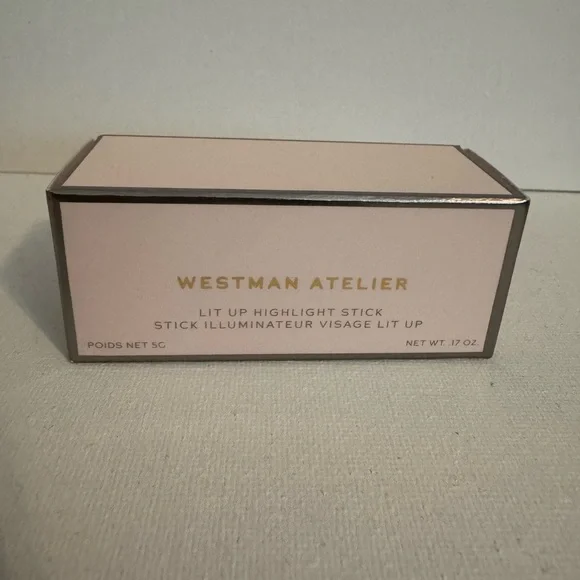 WESTMAN ATELIER
LIT UP HIGHLIGHT STICK
STICK ILLUMINATEUR VISAGE LIT UP
POIDS NET 5G
NET WT. .17 OZ.